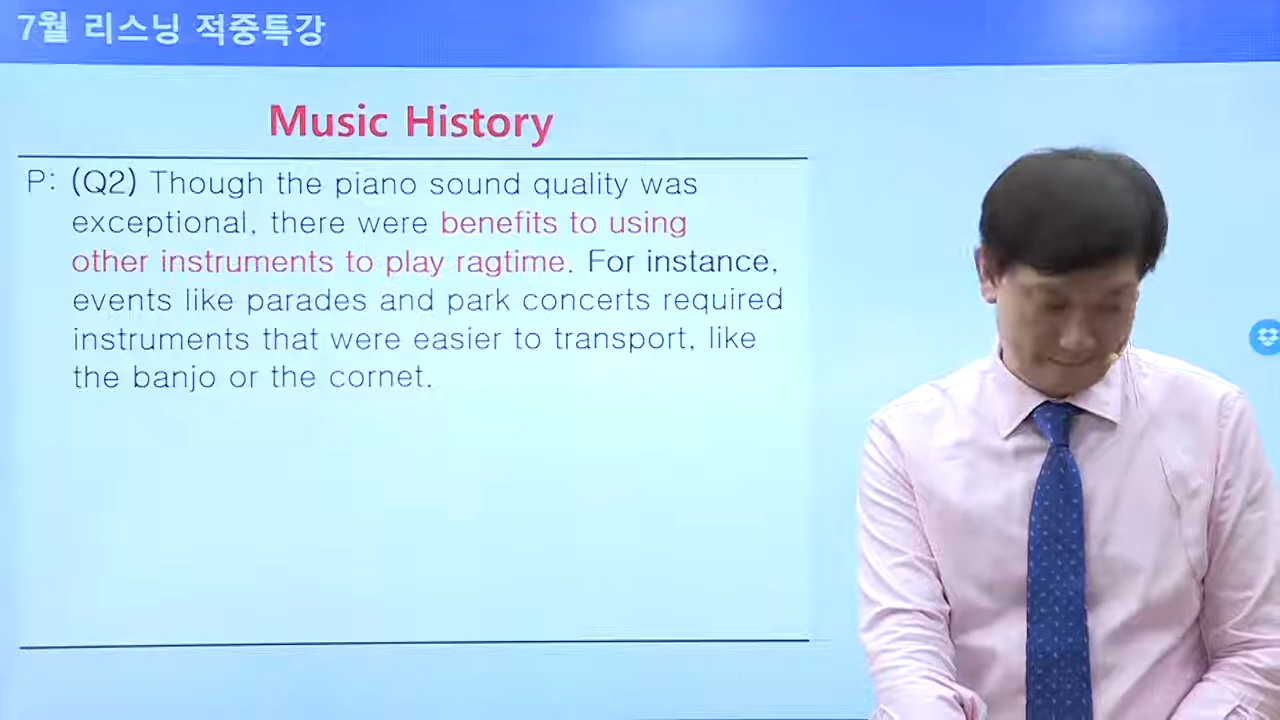 7월 리스닝 적중특강
Music History
P: (Q2) Though the piano sound quality was
exceptional, there were benefits to using
other instruments to play ragtime. For instance,
events like parades and park concerts required
instruments that were easier to transport, like
the banjo or the cornet.